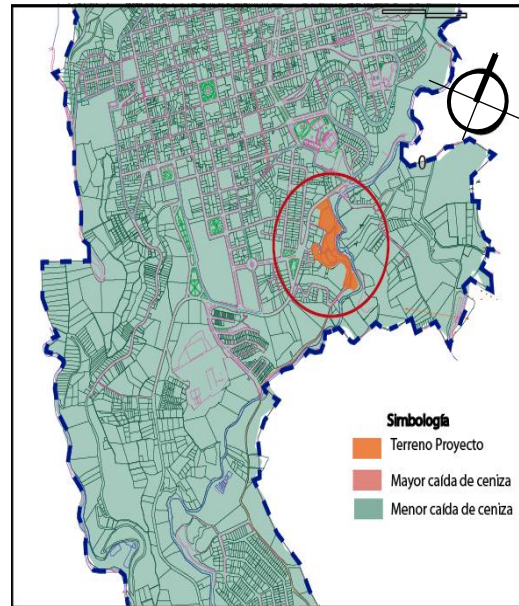 Simbología
Terreno Proyecto
Mayor caída de ceniza
Menor caída de ceniza